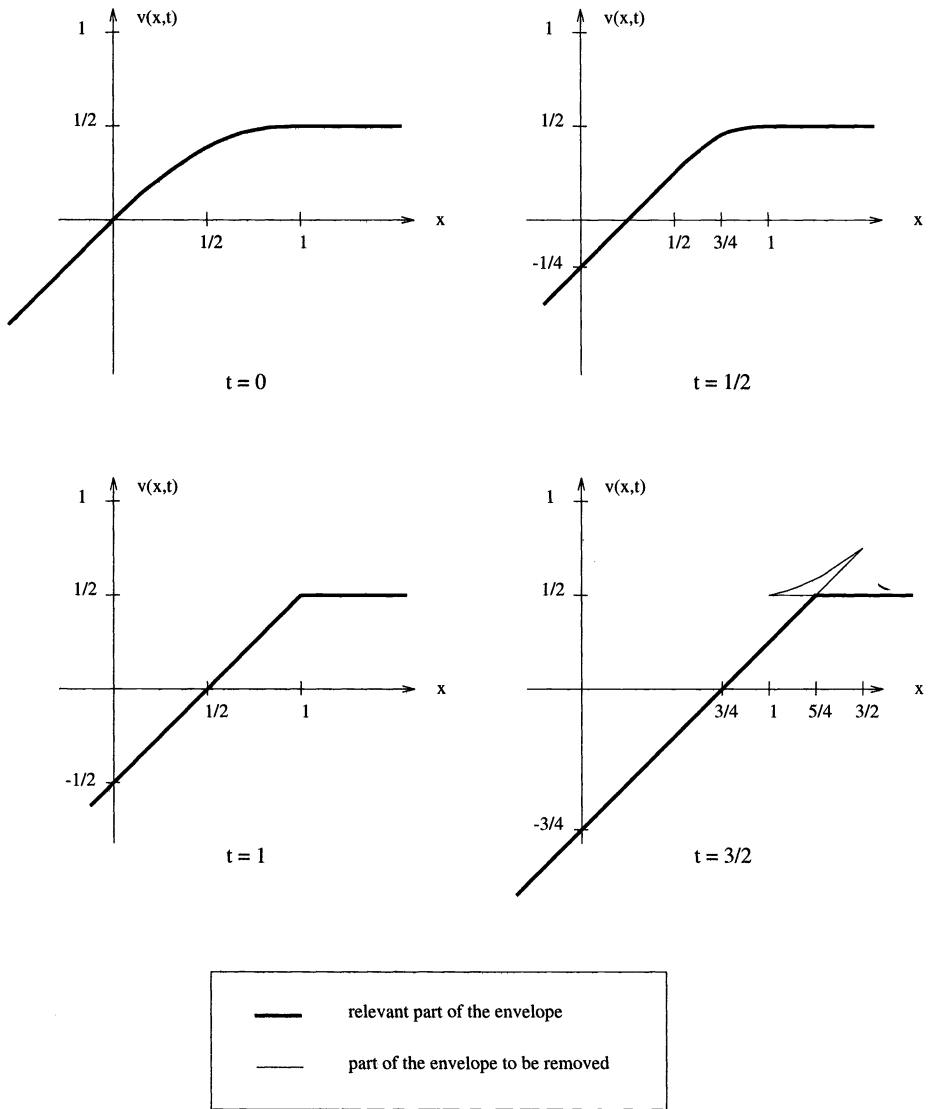 v(x,t)
1
1/2
x
1/2
1
t = 0
v(x,t)
1
1/2
x
1/2
3/4
1
-1/4
t = 1/2
v(x,t)
1
1/2
x
1/2
1
-1/2
t = 1
v(x,t)
1
1/2
x
3/4
1
5/4
3/2
-3/4
t = 3/2
relevant part of the envelope
part of the envelope to be removed